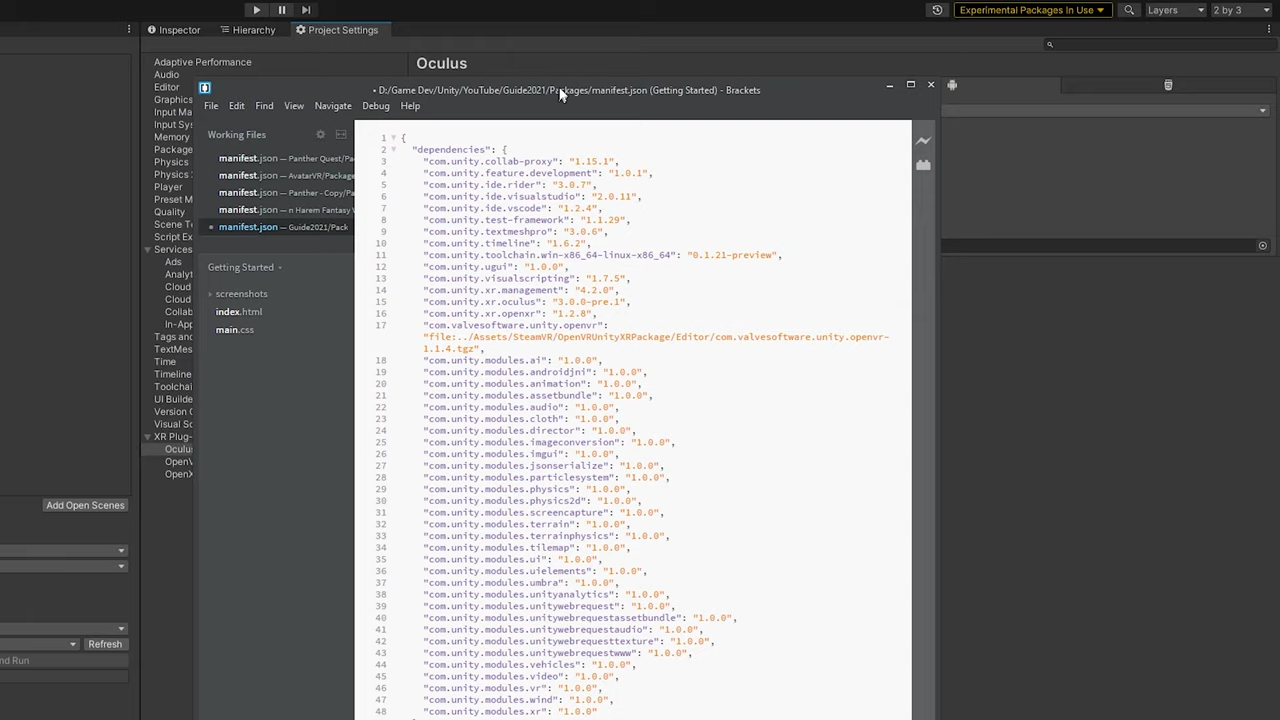 Experimental Packages In Use
Layers
2 by 3
Inspector
Hierarchy
Project Settings
Adaptive Performance
Audio
Editor
Graphics
Input Ma
Input Sys
Memory
Package
Physics
Physics
Player
Preset M
Quality
Scene Te
Script Ex
Services
Ads
Analyt
Cloud
Cloud
Collab
In-App
Tags and
TextMes
Time
Timeline
Toolchai
UI Builde
Version C
Visual Sc
XR Plug-
Oculus
OpenV
OpenX
Oculus
Add Open Scenes
Refresh
nd Run
• D:/Game Dev/Unity/YouTube/Guide2021/Packages/manifest.json (Getting Started) - Brackets
File Edit Find View Navigate Debug Help
Working Files
manifest.json — Panther Quest/Pa
manifest.json — AvatarVR/Package
manifest.json — Panther - Copy/Pa
manifest.json — n Harem Fantasy
manifest.json — Guide2021/Pack
Getting Started
screenshots
index.html
main.css
1 {
2 "dependencies": {
3 "com.unity.collab-proxy": "1.15.1",
4 "com.unity.feature.development": "1.0.1",
5 "com.unity.ide.rider": "3.0.7",
6 "com.unity.ide.visualstudio": "2.0.11",
7 "com.unity.ide.vscode": "1.2.4",
8 "com.unity.test-framework": "1.1.29",
9 "com.unity.textmeshpro": "3.0.6",
10 "com.unity.timeline": "1.6.2",
11 "com.unity.toolchain.win-x86_64-linux-x86_64": "0.1.21-preview",
12 "com.unity.ugui": "1.0.0",
13 "com.unity.visualscripting": "1.7.5",
14 "com.unity.xr.management": "4.2.0",
15 "com.unity.xr.oculus": "3.0.0-pre.1",
16 "com.unity.xr.openxr": "1.2.8",
17 "com.valvesoftware.unity.openvr":
"file:../Assets/SteamVR/OpenVRUnityXRPackage/Editor/com.valvesoftware.unity.openvr-
1.1.4.tgz",
18 "com.unity.modules.ai": "1.0.0",
19 "com.unity.modules.androidjni": "1.0.0",
20 "com.unity.modules.animation": "1.0.0",
21 "com.unity.modules.assetbundle": "1.0.0",
22 "com.unity.modules.audio": "1.0.0",
23 "com.unity.modules.cloth": "1.0.0",
24 "com.unity.modules.director": "1.0.0",
25 "com.unity.modules.imageconversion": "1.0.0",
26 "com.unity.modules.imgui": "1.0.0",
27 "com.unity.modules.jsonserialize": "1.0.0",
28 "com.unity.modules.particlesystem": "1.0.0",
29 "com.unity.modules.physics": "1.0.0",
30 "com.unity.modules.physics2d": "1.0.0",
31 "com.unity.modules.screencapture": "1.0.0",
32 "com.unity.modules.terrain": "1.0.0",
33 "com.unity.modules.terrainphysics": "1.0.0",
34 "com.unity.modules.tilemap": "1.0.0",
35 "com.unity.modules.ui": "1.0.0",
36 "com.unity.modules.uielements": "1.0.0",
37 "com.unity.modules.umbra": "1.0.0",
38 "com.unity.modules.unityanalytics": "1.0.0",
39 "com.unity.modules.unitywebrequest": "1.0.0",
40 "com.unity.modules.unitywebrequestassetbundle": "1.0.0",
41 "com.unity.modules.unitywebrequestaudio": "1.0.0",
42 "com.unity.modules.unitywebrequesttexture": "1.0.0",
43 "com.unity.modules.unitywebrequestwww": "1.0.0",
44 "com.unity.modules.vehicles": "1.0.0",
45 "com.unity.modules.video": "1.0.0",
46 "com.unity.modules.vr": "1.0.0",
47 "com.unity.modules.wind": "1.0.0",
48 "com.unity.modules.xr": "1.0.0"